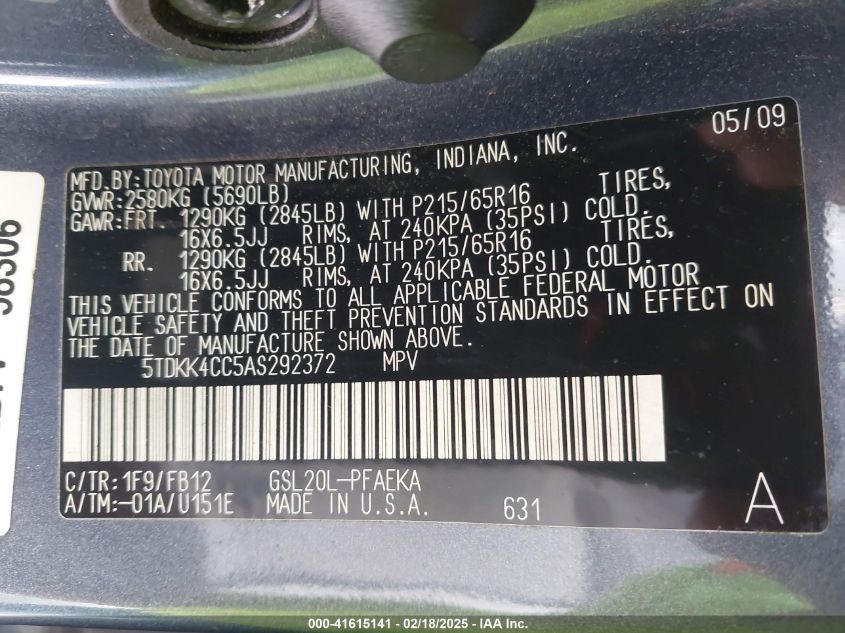 05/09
MFD.BY:TOYOTA MOTOR MANUFACTURING, INDIANA, INC.
GVWR:2580KG (5690LB)
GAWR:FRT. 1290KG (2845LB) WITH P215/65R16 TIRES,
16X6.5JJ RIMS, AT 240KPA (35PSI) COLD.
RR. 1290KG (2845LB) WITH P215/65R16 TIRES,
16X6.5JJ RIMS, AT 240KPA (35PSI) COLD.
THIS VEHICLE CONFORMS TO ALL APPLICABLE FEDERAL MOTOR
VEHICLE SAFETY AND THEFT PREVENTION STANDARDS IN EFFECT ON
THE DATE OF MANUFACTURE SHOWN ABOVE.
5TDKK4CC5AS292372 MPV
C/TR:1F9/FB12 GSL20L-PFAEKA
A/TM:-01A/U151E MADE IN U.S.A. 631 A
000-41615141 - 02/18/2025 - IAA Inc.